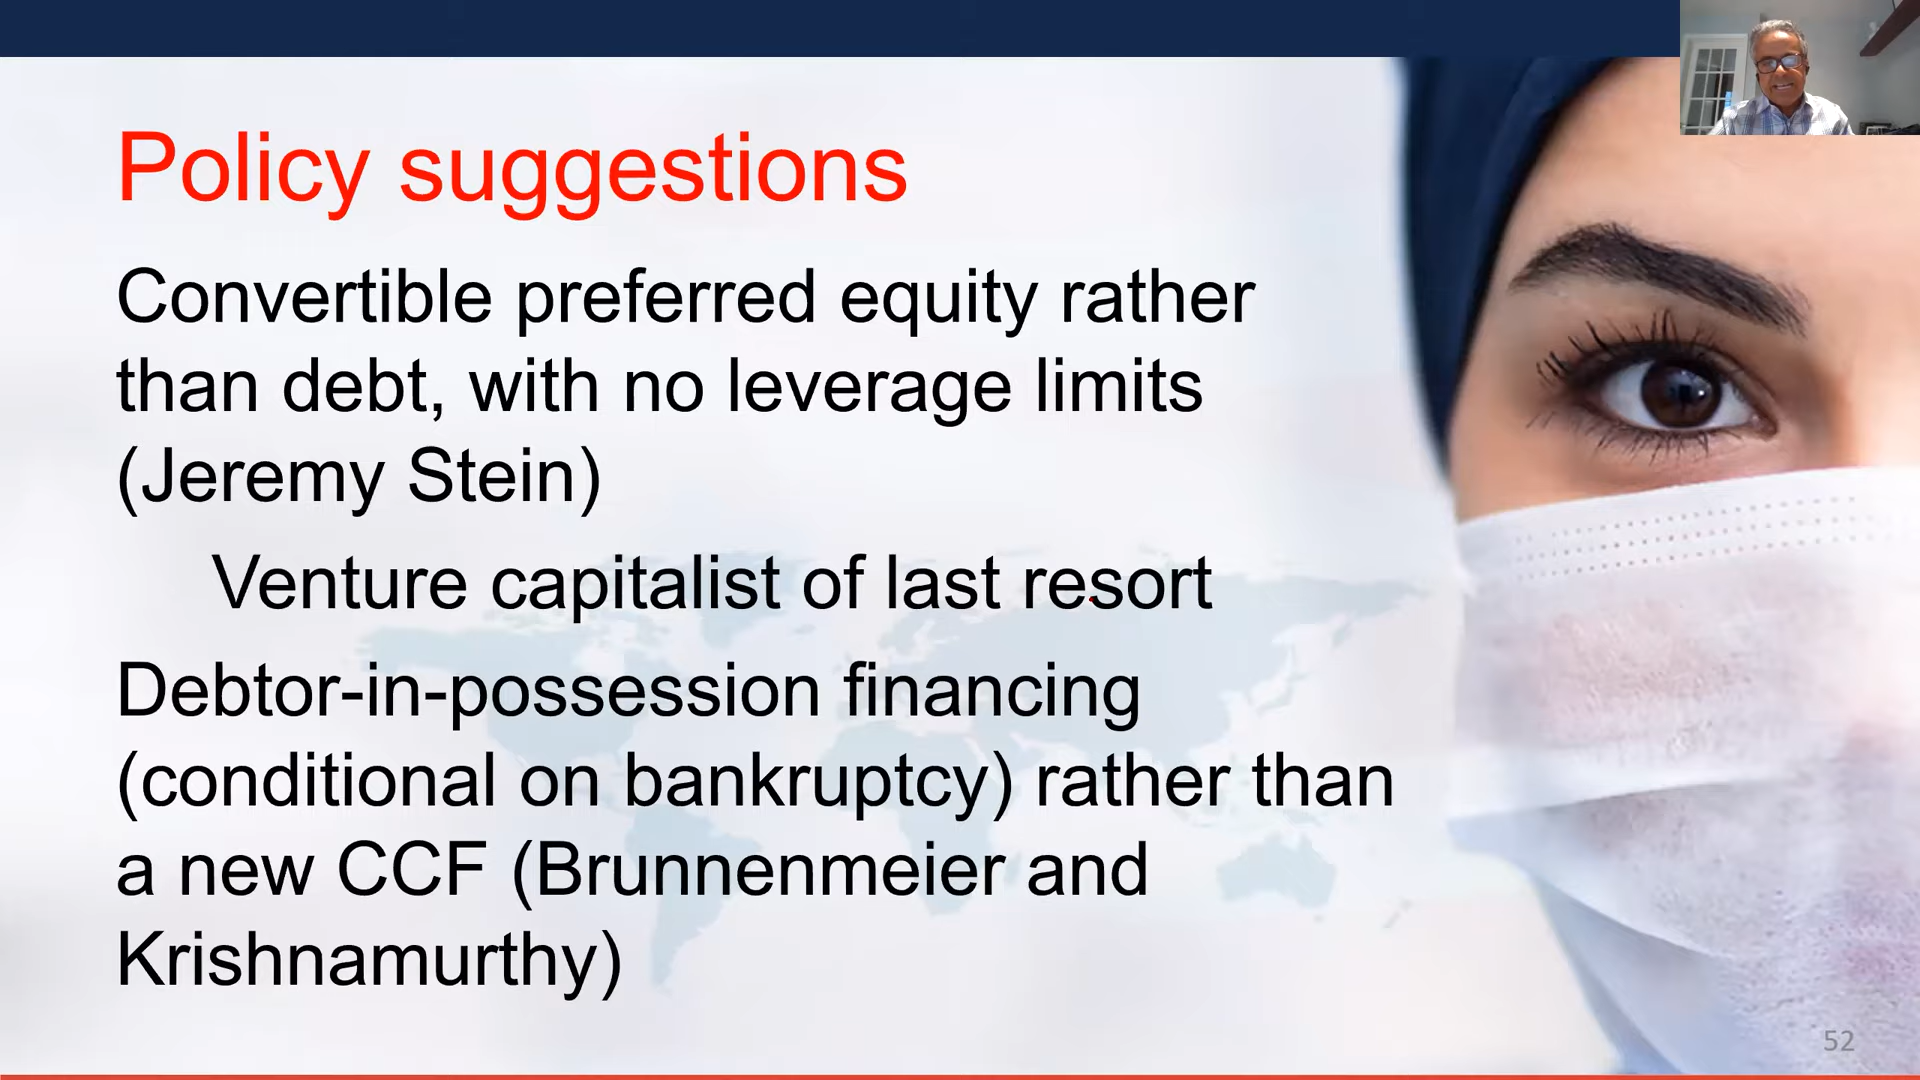 Policy suggestions
Convertible preferred equity rather
than debt, with no leverage limits
(Jeremy Stein)
Venture capitalist of last resort
Debtor-in-possession financing
(conditional on bankruptcy) rather than
a new CCF (Brunnenmeier and
Krishnamurthy)
52